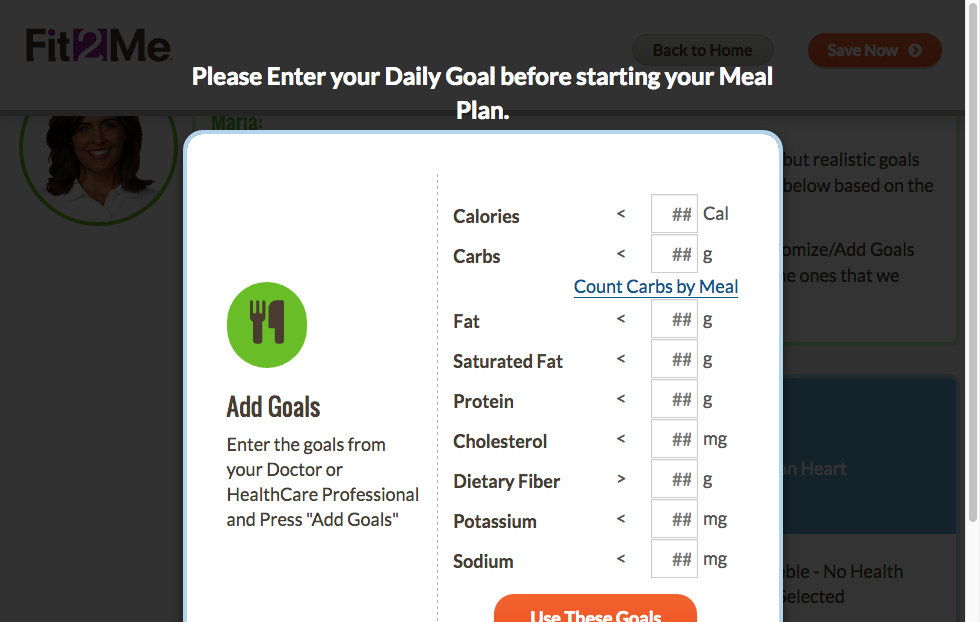 Fit2Me
Back to Home
Save Now
Please Enter your Daily Goal before starting your Meal
Plan.
Maria:
but realistic goals
below based on the
omize/Add Goals
e ones that we
Calories < ## Cal
Carbs < ## g
Count Carbs by Meal
Fat < ## g
Saturated Fat < ## g
Protein < ## g
Cholesterol < ## mg
Dietary Fiber > ## g
Potassium < ## mg
Sodium < ## mg
Add Goals
Enter the goals from
your Doctor or
HealthCare Professional
and Press "Add Goals"
Use These Goals
an Heart
ble - No Health
Selected